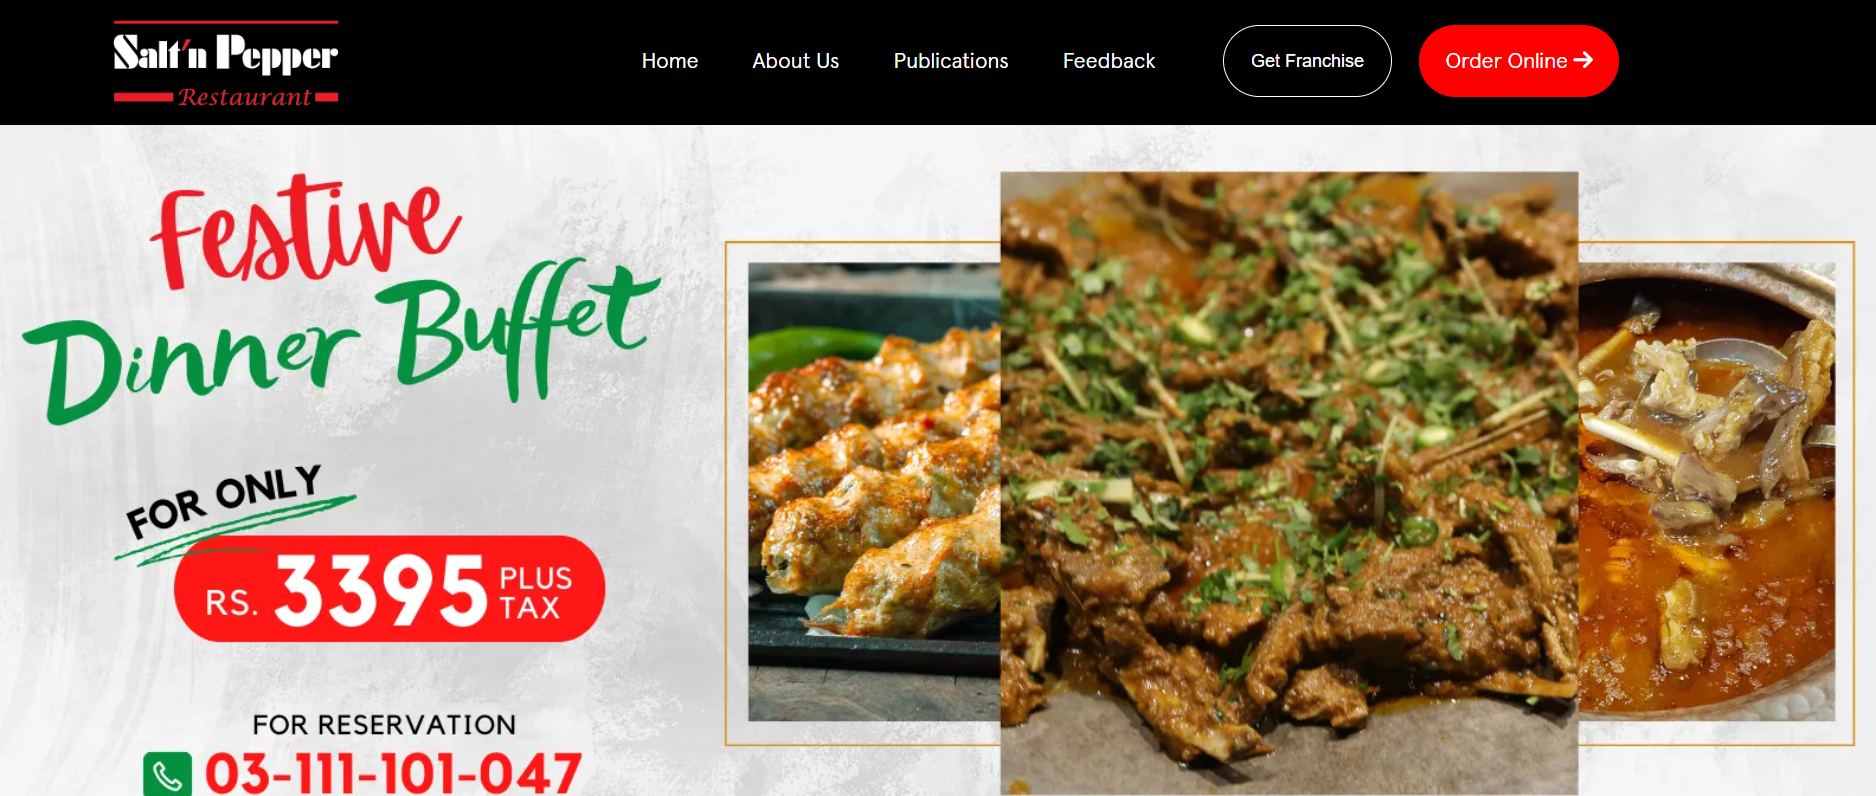 Salt'n Pepper
Restaurant
Home
About Us
Publications
Feedback
Get Franchise
Order Online
Festive
Dinner Buffet
FOR ONLY
RS. 3395 PLUS
TAX
FOR RESERVATION
03-111-101-047